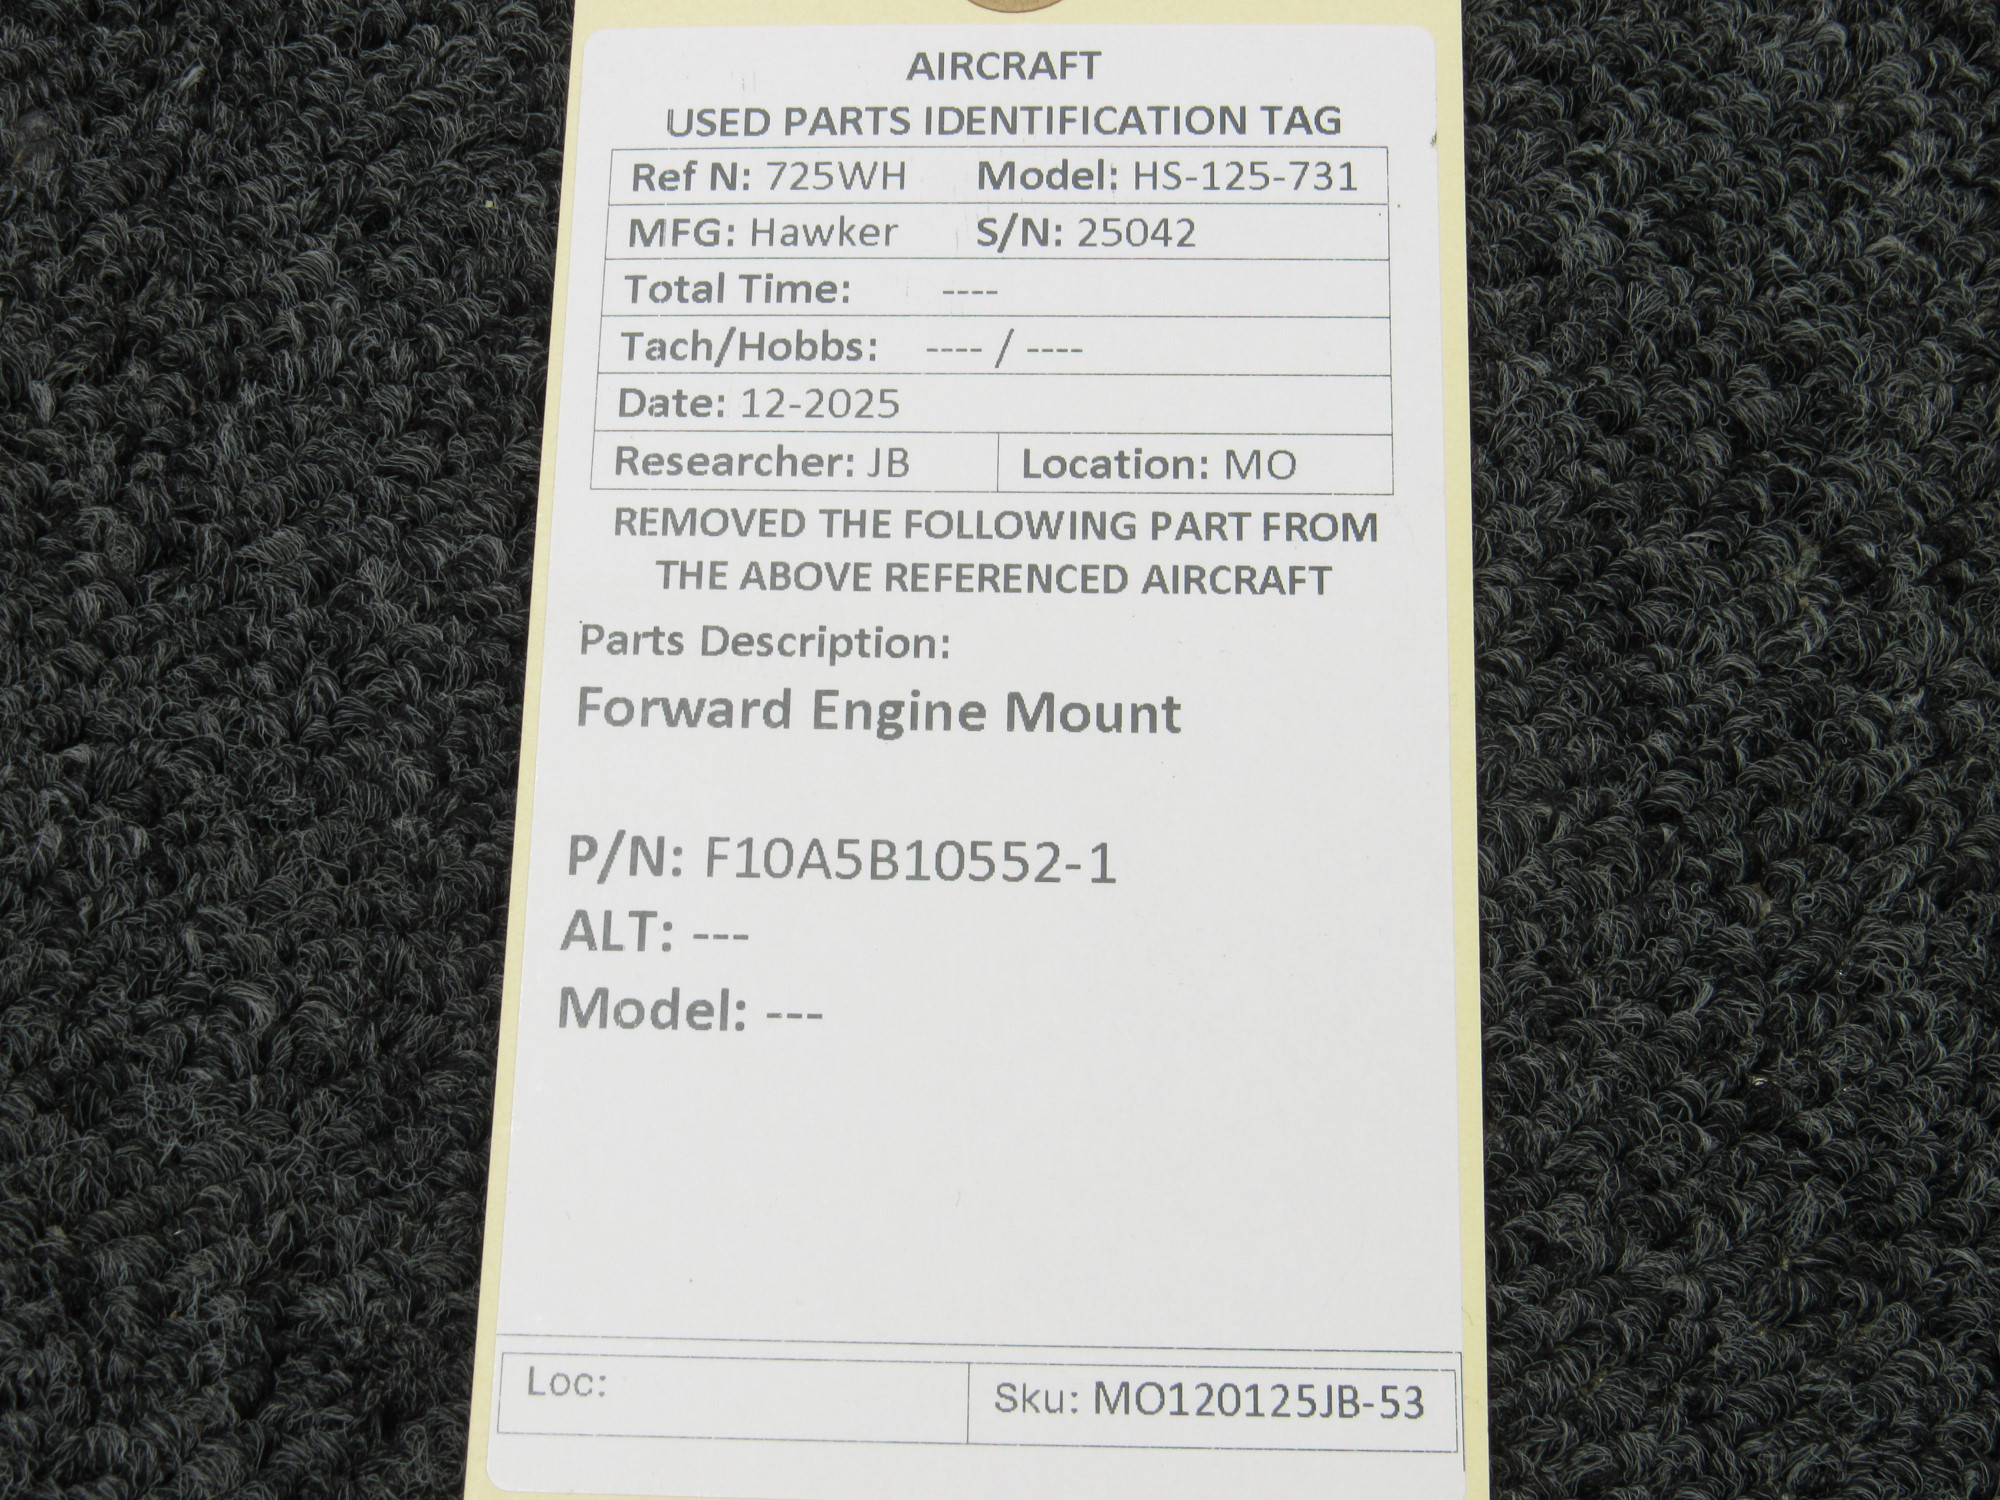 AIRCRAFT
USED PARTS IDENTIFICATION TAG
Ref N: 725WH Model: HS-125-731
MFG: Hawker S/N: 25042
Total Time: ----
Tach/Hobbs: ---- / ----
Date: 12-2025
Researcher: JB Location: MO
REMOVED THE FOLLOWING PART FROM
THE ABOVE REFERENCED AIRCRAFT
Parts Description:
Forward Engine Mount
P/N: F10A5B10552-1
ALT: ---
Model: ---
Loc: Sku: MO120125JB-53